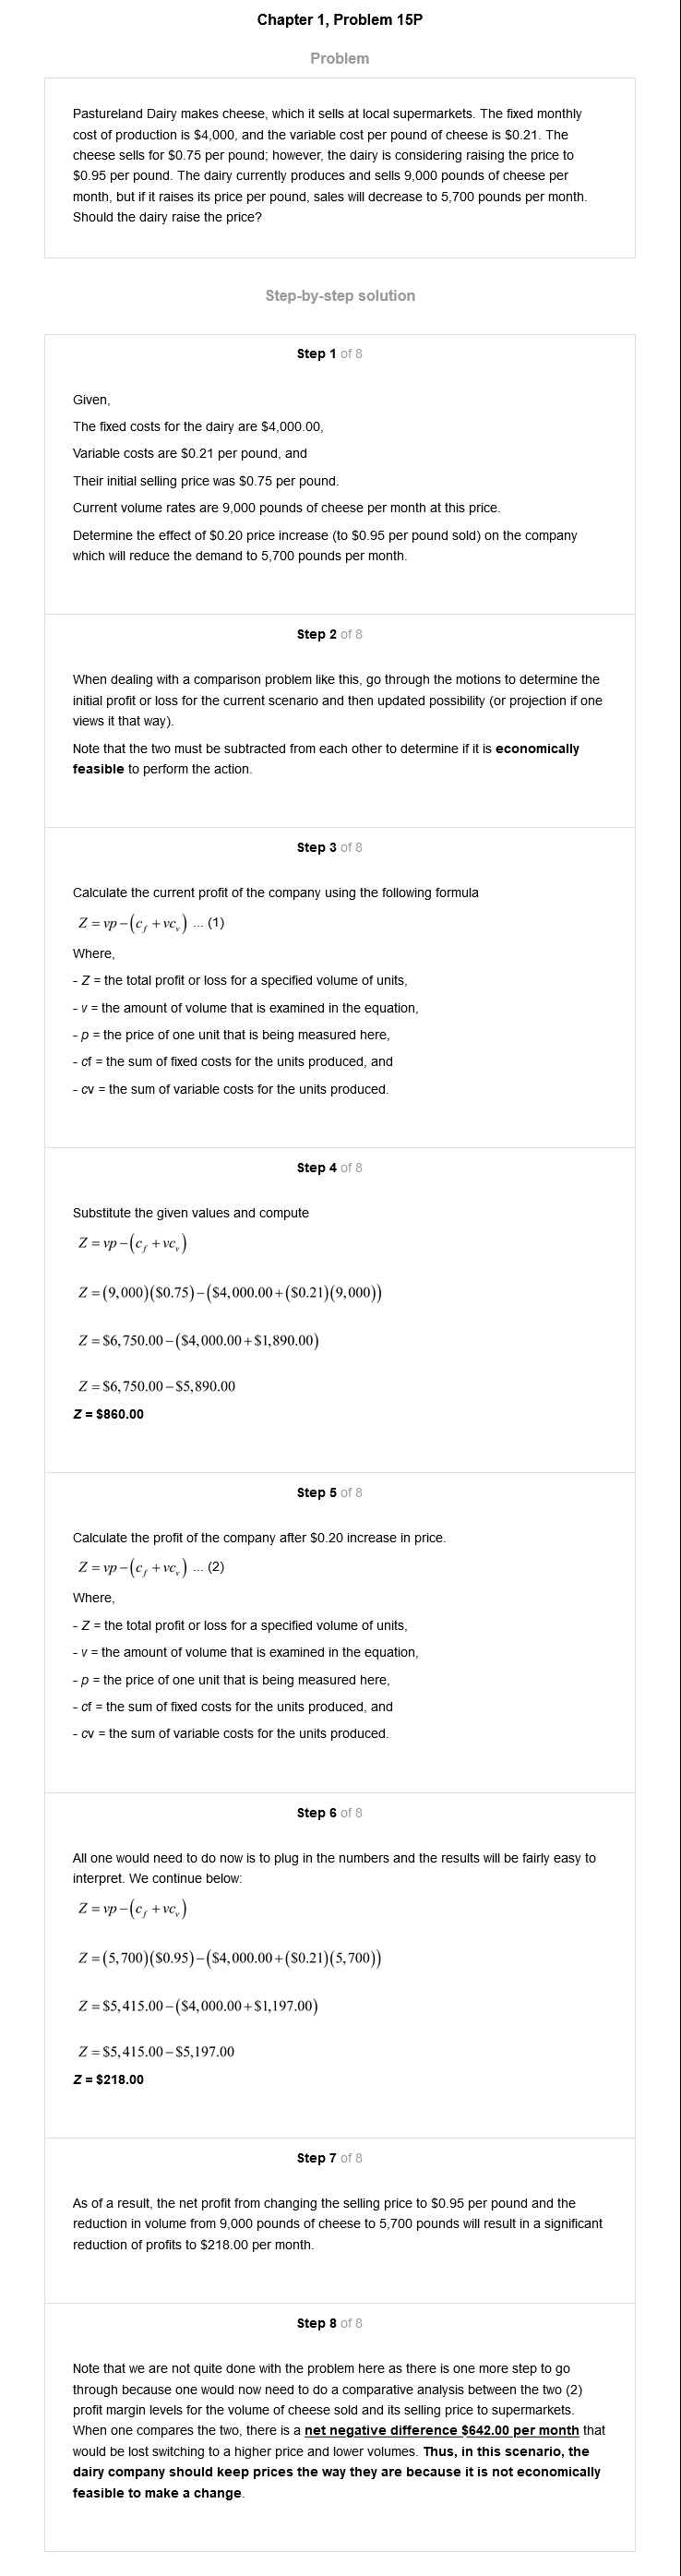 Chapter 1, Problem 15P
Problem
Pastureland Dairy makes cheese, which it sells at local supermarkets. The fixed monthly
cost of production is $4,000, and the variable cost per pound of cheese is $0.21. The
cheese sells for $0.75 per pound; however, the dairy is considering raising the price to
$0.95 per pound. The dairy currently produces and sells 9,000 pounds of cheese per
month, but if it raises its price per pound, sales will decrease to 5,700 pounds per month.
Should the dairy raise the price?
Step-by-step solution
Step 1 of 8
Given,
The fixed costs for the dairy are $4,000.00,
Variable costs are $0.21 per pound, and
Their initial selling price was $0.75 per pound.
Current volume rates are 9,000 pounds of cheese per month at this price.
Determine the effect of $0.20 price increase (to $0.95 per pound sold) on the company
which will reduce the demand to 5,700 pounds per month.
Step 2 of 8
When dealing with a comparison problem like this, go through the motions to determine the
initial profit or loss for the current scenario and then updated possibility (or projection if one
views it that way).
Note that the two must be subtracted from each other to determine if it is economically
feasible to perform the action.
Step 3 of 8
Calculate the current profit of the company using the following formula
Z = vp − (c_f + vc_v) ... (1)
Where,
- Z = the total profit or loss for a specified volume of units,
- v = the amount of volume that is examined in the equation,
- p = the price of one unit that is being measured here,
- cf = the sum of fixed costs for the units produced, and
- cv = the sum of variable costs for the units produced.
Step 4 of 8
Substitute the given values and compute
Z = vp − (c_f + vc_v)
Z = (9,000)($0.75) − ($4,000.00 + ($0.21)(9,000))
Z = $6,750.00 − ($4,000.00 + $1,890.00)
Z = $6,750.00 − $5,890.00
Z = $860.00
Step 5 of 8
Calculate the profit of the company after $0.20 increase in price.
Z = vp − (c_f + vc_v) ... (2)
Where,
- Z = the total profit or loss for a specified volume of units,
- v = the amount of volume that is examined in the equation,
- p = the price of one unit that is being measured here,
- cf = the sum of fixed costs for the units produced, and
- cv = the sum of variable costs for the units produced.
Step 6 of 8
All one would need to do now is to plug in the numbers and the results will be fairly easy to
interpret. We continue below:
Z = vp − (c_f + vc_v)
Z = (5,700)($0.95) − ($4,000.00 + ($0.21)(5,700))
Z = $5,415.00 − ($4,000.00 + $1,197.00)
Z = $5,415.00 − $5,197.00
Z = $218.00
Step 7 of 8
As of a result, the net profit from changing the selling price to $0.95 per pound and the
reduction in volume from 9,000 pounds of cheese to 5,700 pounds will result in a significant
reduction of profits to $218.00 per month.
Step 8 of 8
Note that we are not quite done with the problem here as there is one more step to go
through because one would now need to do a comparative analysis between the two (2)
profit margin levels for the volume of cheese sold and its selling price to supermarkets.
When one compares the two, there is a net negative difference $642.00 per month that
would be lost switching to a higher price and lower volumes. Thus, in this scenario, the
dairy company should keep prices the way they are because it is not economically
feasible to make a change.